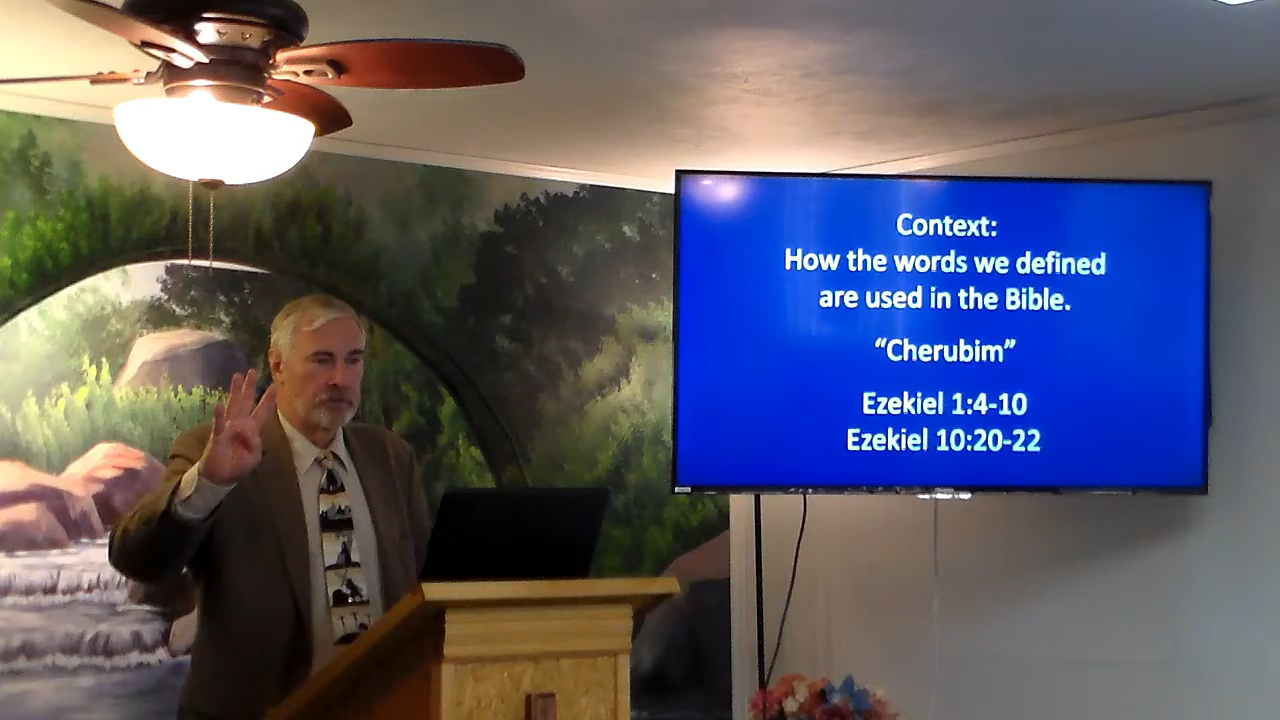 Context:
How the words we defined
are used in the Bible.
“Cherubim”
Ezekiel 1:4-10
Ezekiel 10:20-22